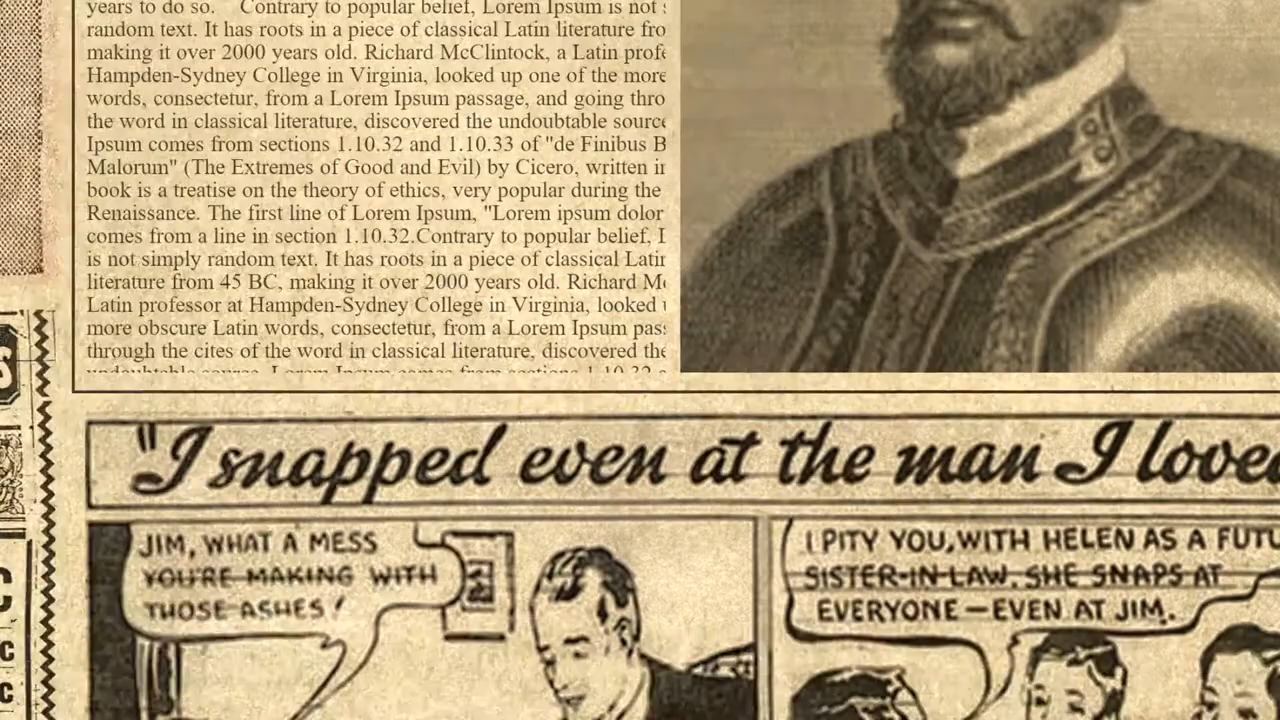 years to do so. Contrary to popular belief, Lorem Ipsum is not
random text. It has roots in a piece of classical Latin literature
making it over 2000 years old. Richard McClintock, a Latin
Hampden-Sydney College in Virginia, looked up one of the more
words, consectetur, from a Lorem Ipsum passage, and going
the word in classical literature, discovered the undoubtable
Ipsum comes from sections 1.10.32 and 1.10.33 of "de Finibus B
Malorum" (The Extremes of Good and Evil) by Cicero, written
book is a treatise on the theory of ethics, very popular during the
Renaissance. The first line of Lorem Ipsum, "Lorem ipsum dolor
comes from a line in section 1.10.32.Contrary to popular belief,
is not simply random text. It has roots in a piece of classical
literature from 45 BC, making it over 2000 years old. Richard
Latin professor at Hampden-Sydney College in Virginia, looked
more obscure Latin words, consectetur, from a Lorem Ipsum
through the cites of the word in classical literature, discovered the
undoubtable source. Lorem Ipsum comes from sections 1.10.32
"I snapped even at the man I loved
JIM, WHAT A MESS
YOU'RE MAKING WITH
THOSE ASHES!
I PITY YOU, WITH HELEN AS A
SISTER-IN-LAW. SHE SNAPS AT
EVERYONE—EVEN AT JIM.
S
C
C
C